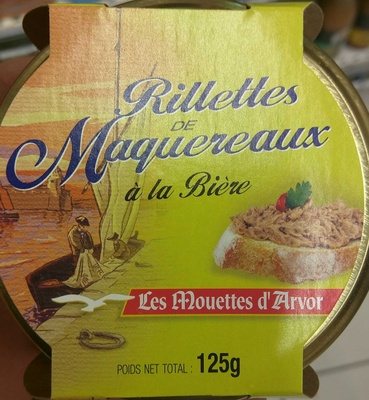 Rillettes
DE
Maquereaux
à la Bière
Les Mouettes d'Arvor
POIDS NET TOTAL : 125g